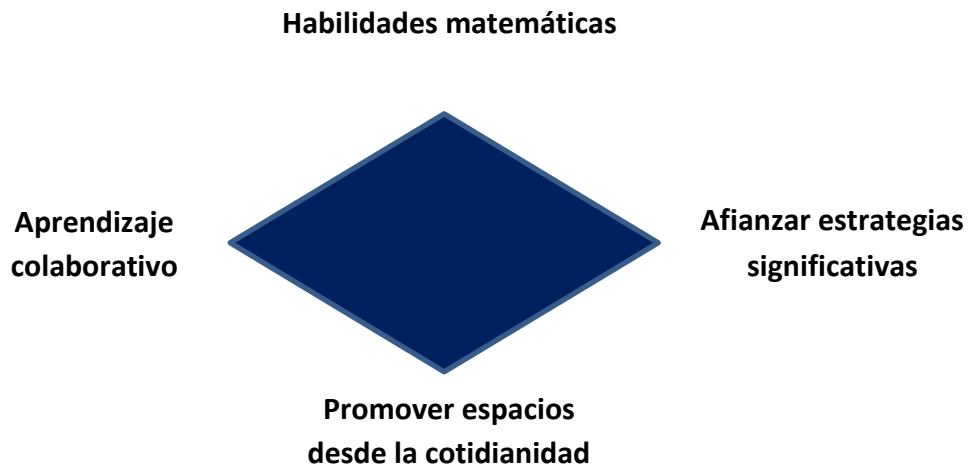 Habilidades matemáticas
Aprendizaje
colaborativo
Afianzar estrategias
significativas
Promover espacios
desde la cotidianidad